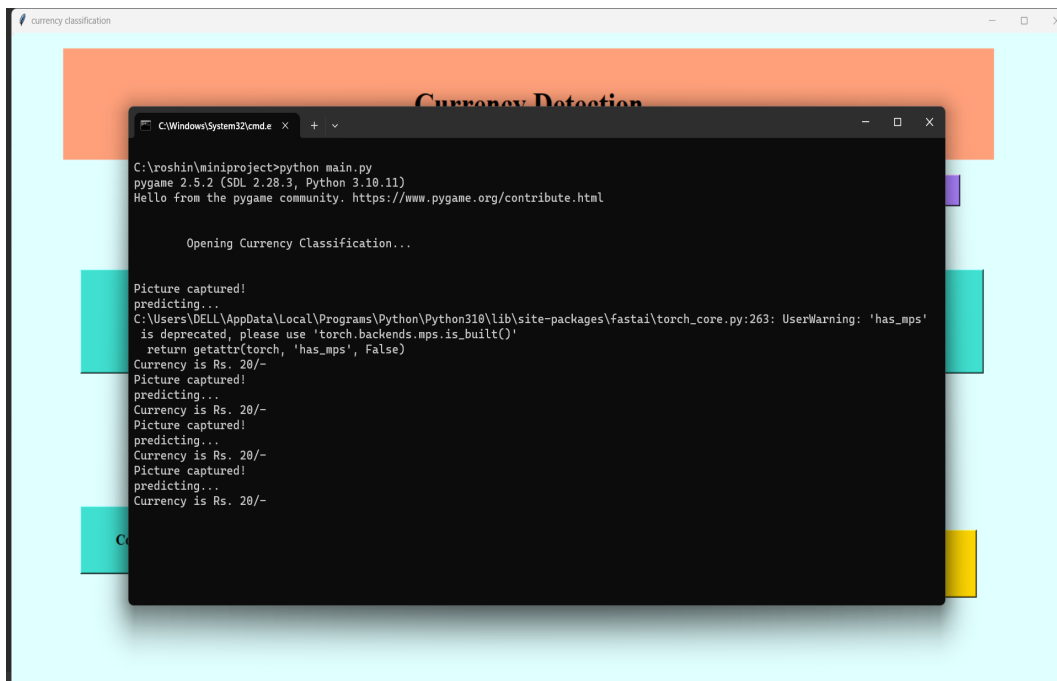 currency classification
Currency Detection
C:\Windows\System32\cmd.e
C:\roshin\miniproject>python main.py
pygame 2.5.2 (SDL 2.28.3, Python 3.10.11)
Hello from the pygame community. https://www.pygame.org/contribute.html
Opening Currency Classification...
Picture captured!
predicting...
C:\Users\DELL\AppData\Local\Programs\Python\Python310\lib\site-packages\fastai\torch_core.py:263: UserWarning: 'has_mps'
is deprecated, please use 'torch.backends.mps.is_built()'
return getattr(torch, 'has_mps', False)
Currency is Rs. 20/-
Picture captured!
predicting...
Currency is Rs. 20/-
Picture captured!
predicting...
Currency is Rs. 20/-
Picture captured!
predicting...
Currency is Rs. 20/-